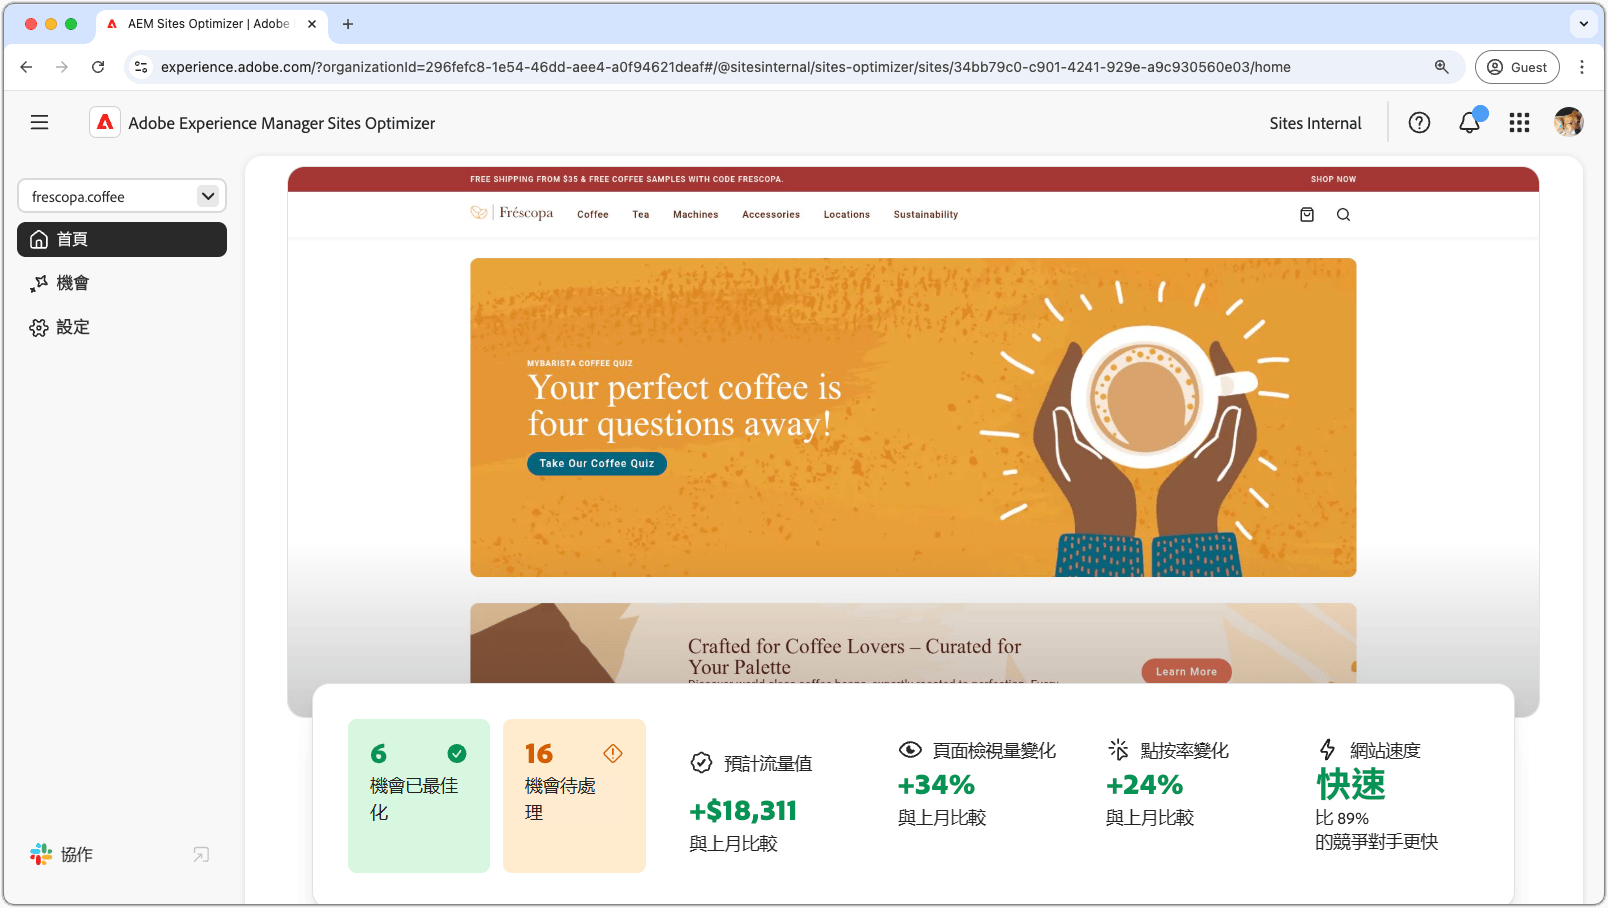 AEM Sites Optimizer | Adobe
experience.adobe.com/?organizationId=296fefc8-1e54-46dd-aee4-a0f94621deaf#/@sitesinternal/sites-optimizer/sites/34bb79c0-c901-4241-929e-a9c930560e03/home
Guest
Adobe Experience Manager Sites Optimizer
Sites Internal
frescopa.coffee
首頁
機會
設定
協作
FREE SHIPPING FROM $35 & FREE COFFEE SAMPLES WITH CODE FRESCOPA.
SHOP NOW
Fréscopa
Coffee
Tea
Machines
Accessories
Locations
Sustainability
MYBARISTA COFFEE QUIZ
Your perfect coffee is
four questions away!
Take Our Coffee Quiz
Crafted for Coffee Lovers – Curated for
Your Palette
Learn More
6
機會已最佳
化
16
機會待處
理
預計流量值
+$18,311
與上月比較
頁面檢視量變化
+34%
與上月比較
點按率變化
+24%
與上月比較
網站速度
快速
比 89%
的競爭對手更快